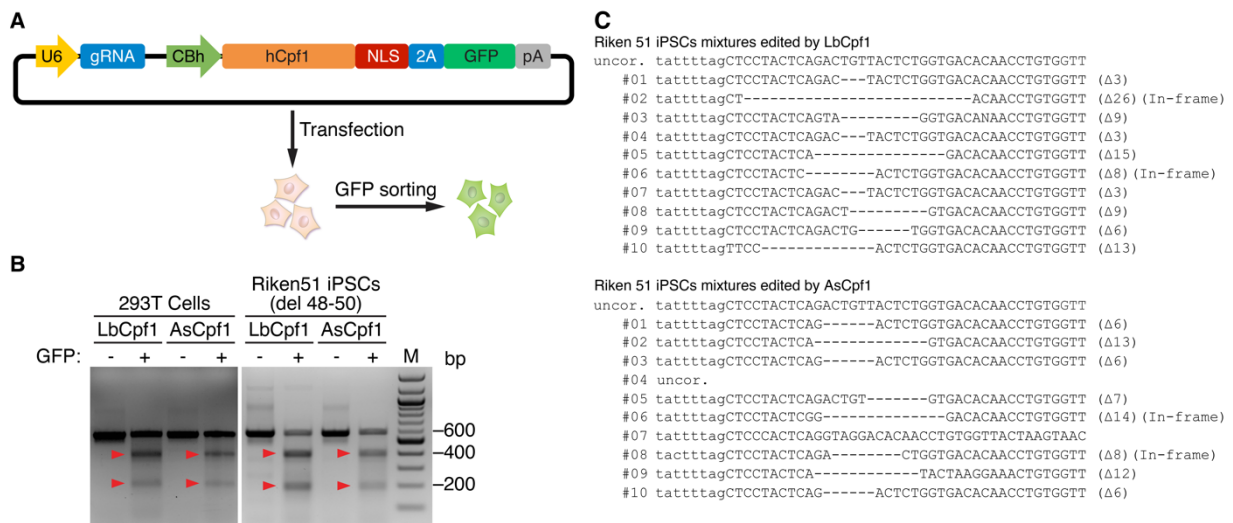 A
U6 gRNA CBh hCpf1 NLS 2A GFP pA
Transfection
GFP sorting
B
293T Cells
Riken51 iPSCs
(del 48-50)
LbCpf1 AsCpf1 LbCpf1 AsCpf1
GFP: - + - + - + - + M bp
600
400
200
C
Riken 51 iPSCs mixtures edited by LbCpf1
uncor. tattttagCTCCTACTCAGACTGTTACTCTGGTGACACAACCTGTGGTT
#01 tattttagCTCCTACTCAGAC---TACTCTGGTGACACAACCTGTGGTT (Δ3)
#02 tattttagCT--------------------------ACAACCTGTGGTT (Δ26)(In-frame)
#03 tattttagCTCCTACTCAGTA---------GGTGACANAACCTGTGGTT (Δ9)
#04 tattttagCTCCTACTCAGAC---TACTCTGGTGACACAACCTGTGGTT (Δ3)
#05 tattttagCTCCTACTCA---------------GACACAACCTGTGGTT (Δ15)
#06 tattttagCTCCTACTC--------ACTCTGGTGACACAACCTGTGGTT (Δ8)(In-frame)
#07 tattttagCTCCTACTCAGAC---TACTCTGGTGACACAACCTGTGGTT (Δ3)
#08 tattttagCTCCTACTCAGACT---------GTGACACAACCTGTGGTT (Δ9)
#09 tattttagCTCCTACTCAGACTG------TGGTGACACAACCTGTGGTT (Δ6)
#10 tattttagTTCC-------------ACTCTGGTGACACAACCTGTGGTT (Δ13)
Riken 51 iPSCs mixtures edited by AsCpf1
uncor. tattttagCTCCTACTCAGACTGTTACTCTGGTGACACAACCTGTGGTT
#01 tattttagCTCCTACTCAG------ACTCTGGTGACACAACCTGTGGTT (Δ6)
#02 tattttagCTCCTACTCA-------------GTGACACAACCTGTGGTT (Δ13)
#03 tattttagCTCCTACTCAG------ACTCTGGTGACACAACCTGTGGTT (Δ6)
#04 uncor.
#05 tattttagCTCCTACTCAGACTGT-------GTGACACAACCTGTGGTT (Δ7)
#06 tattttagCTCCTACTCGG--------------GACACAACCTGTGGTT (Δ14)(In-frame)
#07 tattttagCTCCCACTCAGGTAGGACACAACCTGTGGTTACTAAGTAAC
#08 tactttagCTCCTACTCAGA--------CTGGTGACACAACCTGTGGTT (Δ8)(In-frame)
#09 tattttagCTCCTACTCA------------TACTAAGGAAACTGTGGTT (Δ12)
#10 tattttagCTCCTACTCAG------ACTCTGGTGACACAACCTGTGGTT (Δ6)